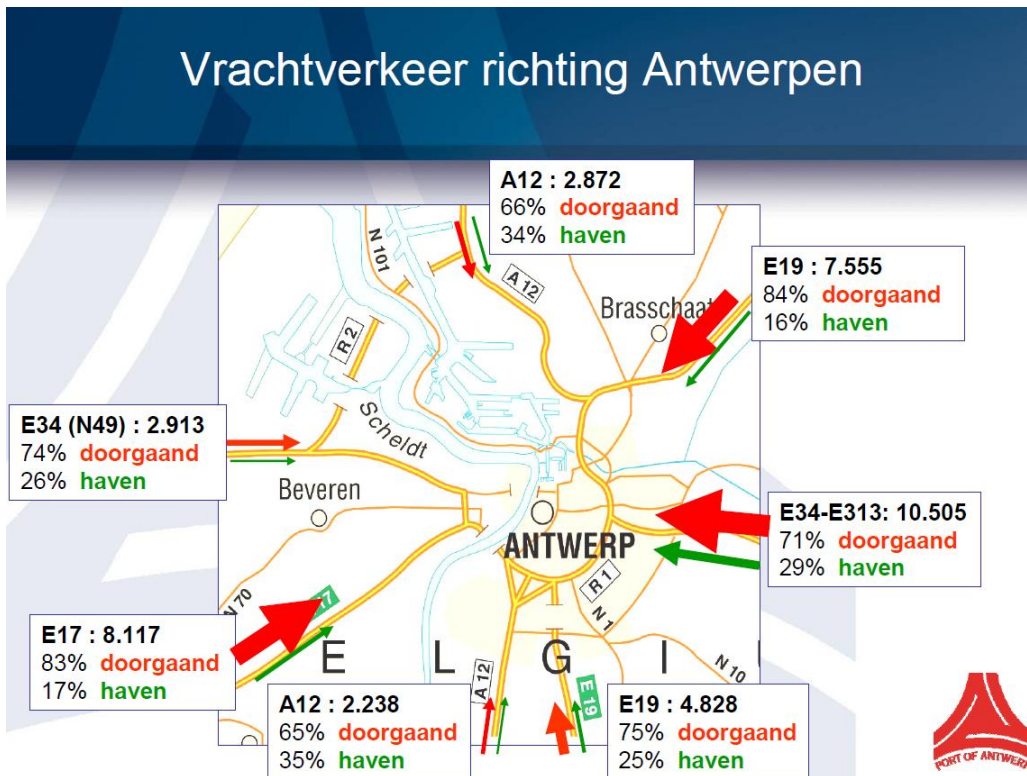 Vrachtverkeer richting Antwerpen
A12 : 2.872
66% doorgaand
34% haven
E19 : 7.555
84% doorgaand
16% haven
N 101
A 12
Brasschaat
R 2
Scheldt
E34 (N49) : 2.913
74% doorgaand
26% haven
Beveren
ANTWERP
E34-E313: 10.505
71% doorgaand
29% haven
R 1
N 1
N 70
E17 : 8.117
83% doorgaand
17% haven
E L G I
N 10
A 12
E 19
A12 : 2.238
65% doorgaand
35% haven
E19 : 4.828
75% doorgaand
25% haven
PORT OF ANTWERP